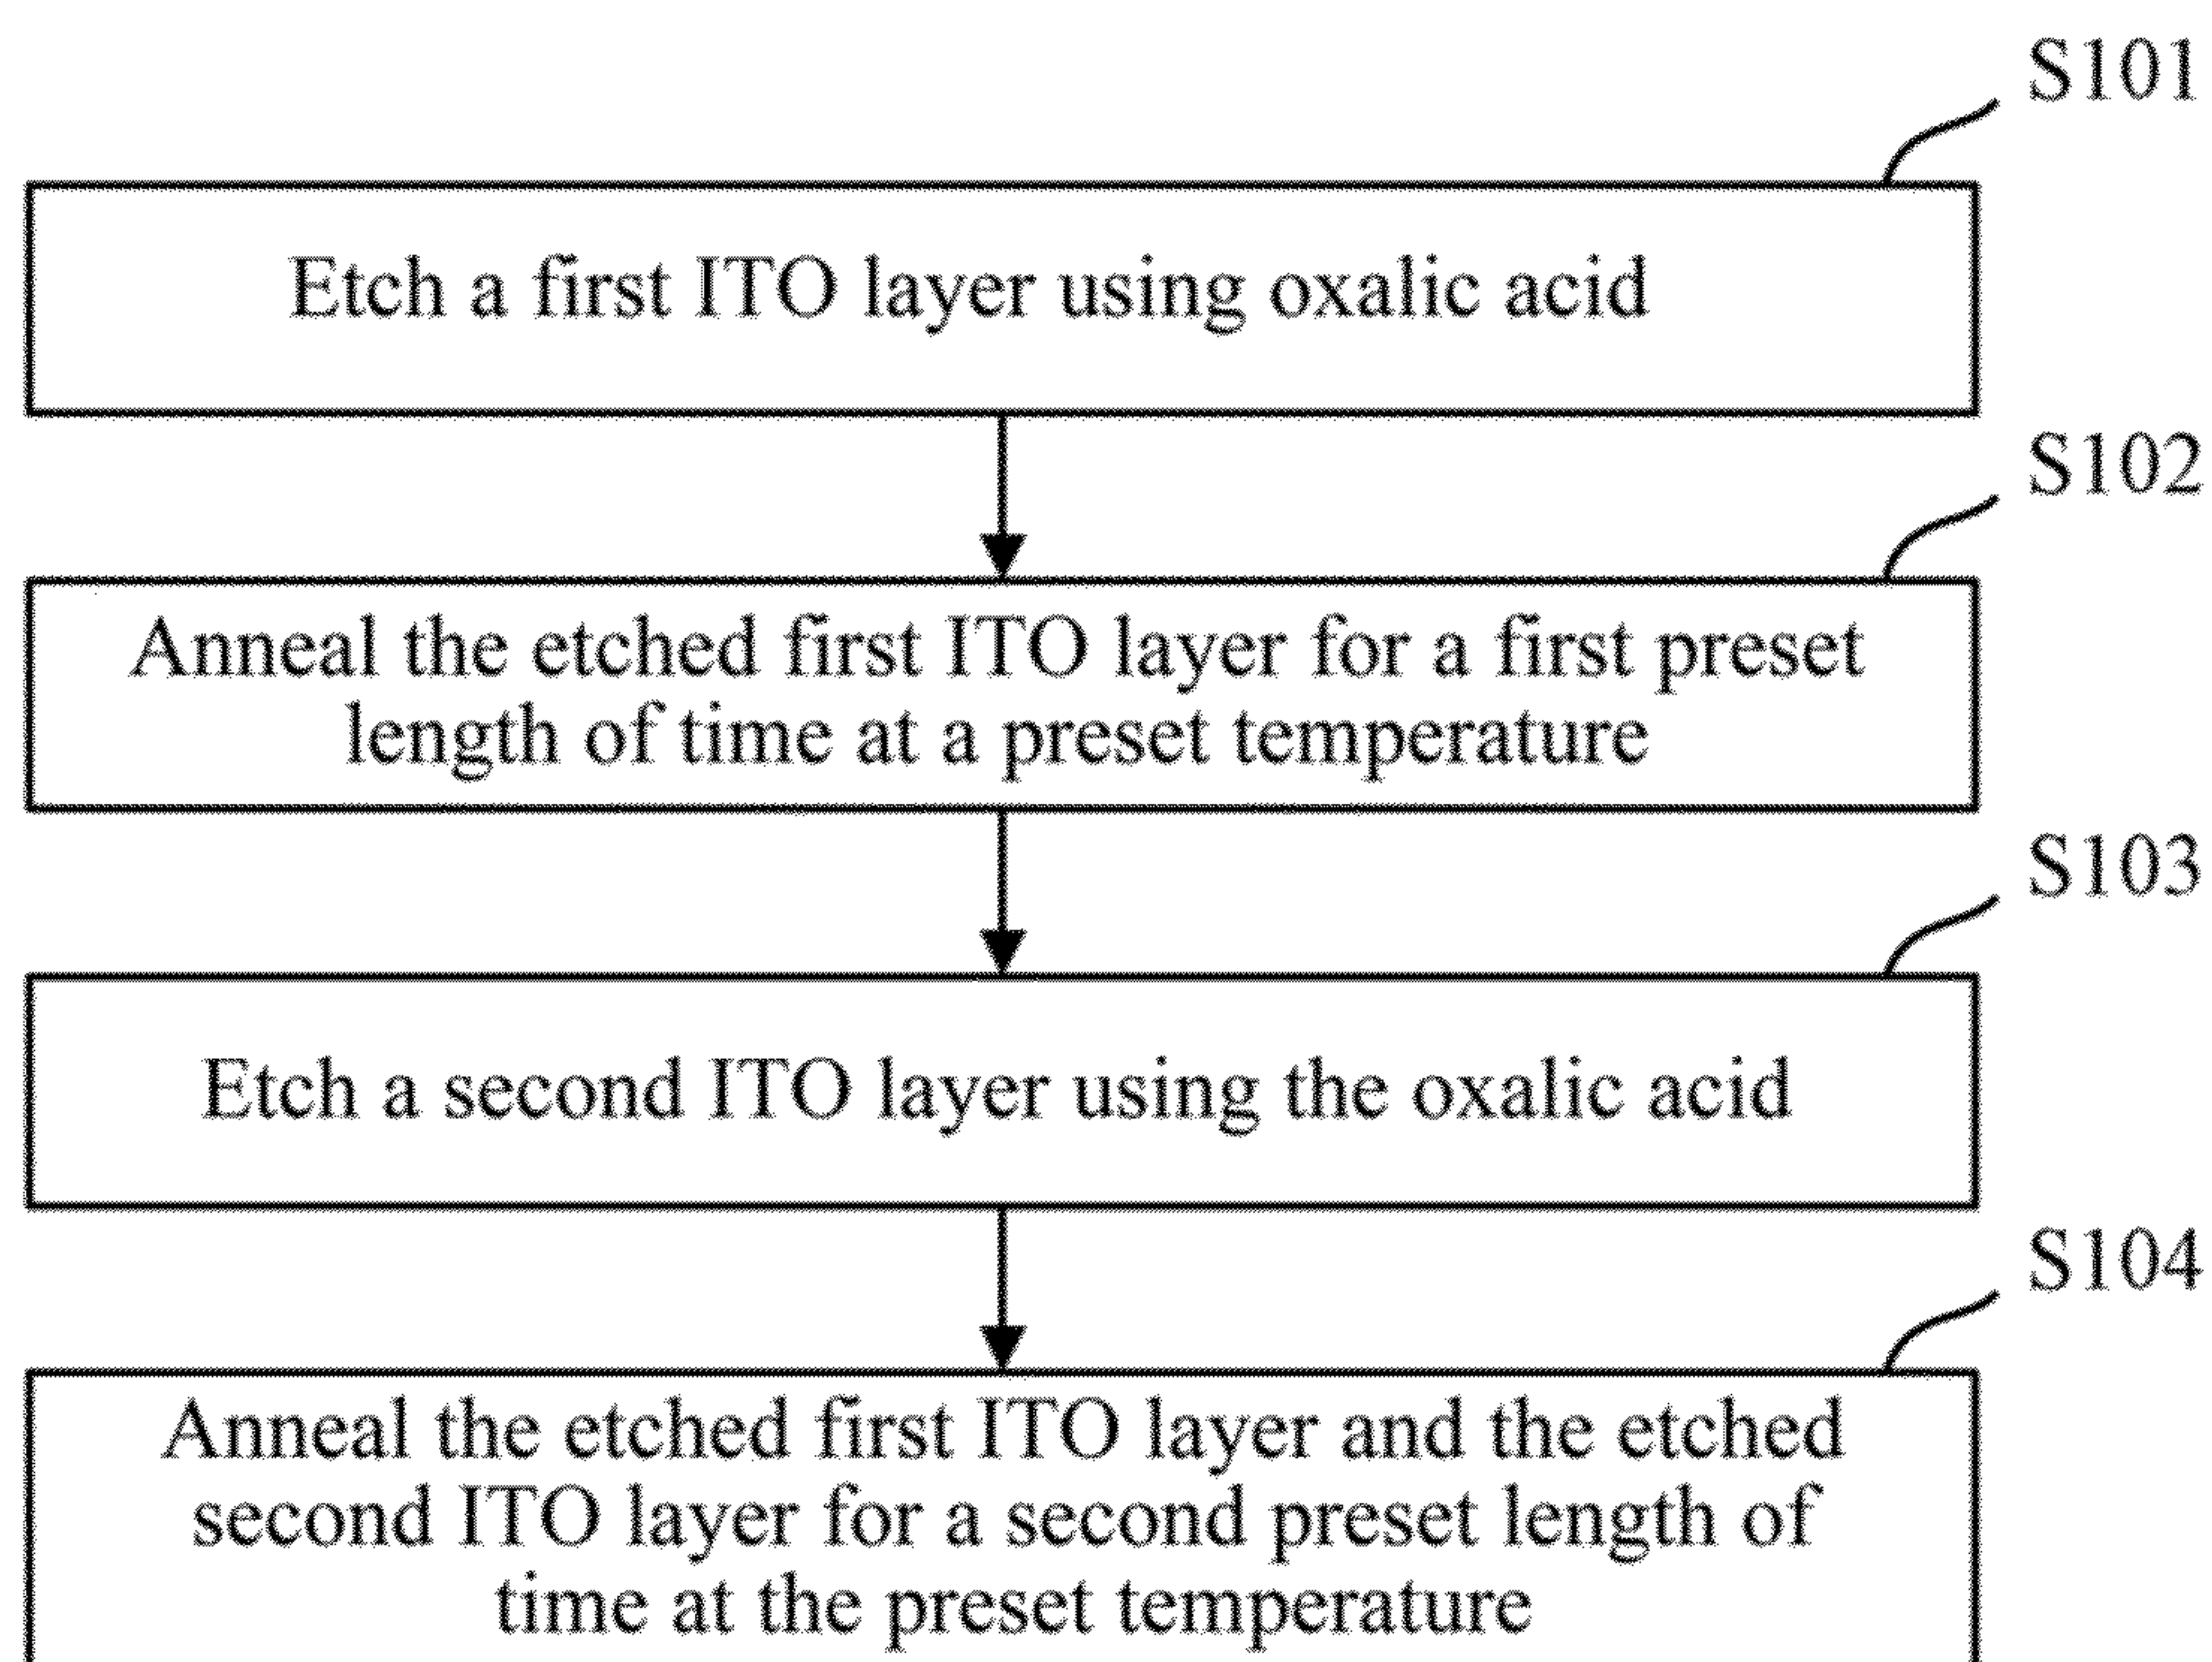 S101
Etch a first ITO layer using oxalic acid
S102
Anneal the etched first ITO layer for a first preset
length of time at a preset temperature
S103
Etch a second ITO layer using the oxalic acid
S104
Anneal the etched first ITO layer and the etched
second ITO layer for a second preset length of
time at the preset temperature